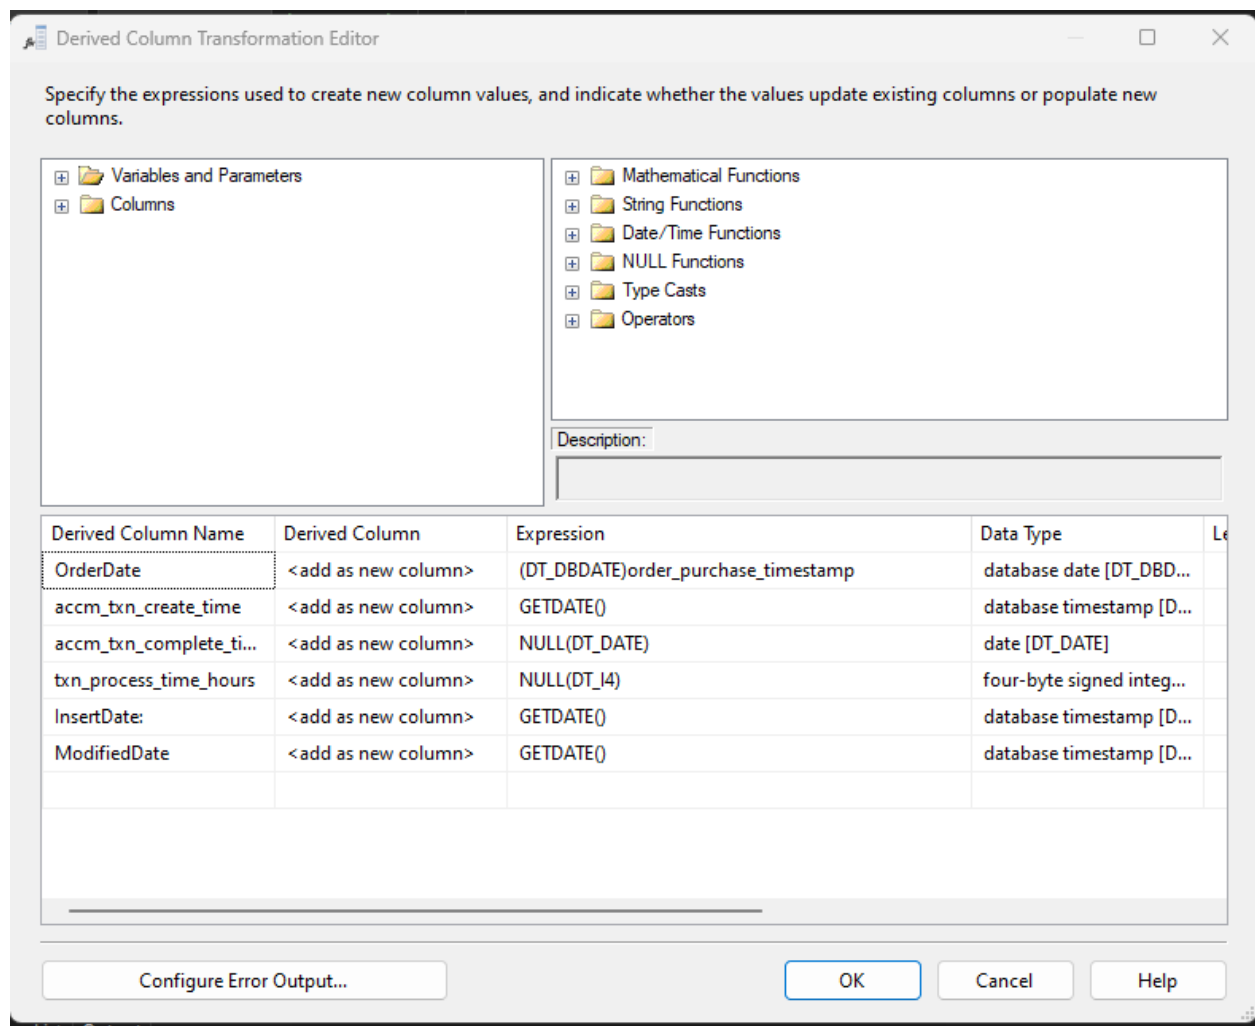 Derived Column Transformation Editor
Specify the expressions used to create new column values, and indicate whether the values update existing columns or populate new
columns.
Variables and Parameters
Columns
Mathematical Functions
String Functions
Date/Time Functions
NULL Functions
Type Casts
Operators
Description:
Derived Column Name Derived Column Expression Data Type Le
OrderDate <add as new column> (DT_DBDATE)order_purchase_timestamp database date [DT_DBD...
accm_txn_create_time <add as new column> GETDATE() database timestamp [D...
accm_txn_complete_ti... <add as new column> NULL(DT_DATE) date [DT_DATE]
txn_process_time_hours <add as new column> NULL(DT_I4) four-byte signed integ...
InsertDate: <add as new column> GETDATE() database timestamp [D...
ModifiedDate <add as new column> GETDATE() database timestamp [D...
Configure Error Output... OK Cancel Help